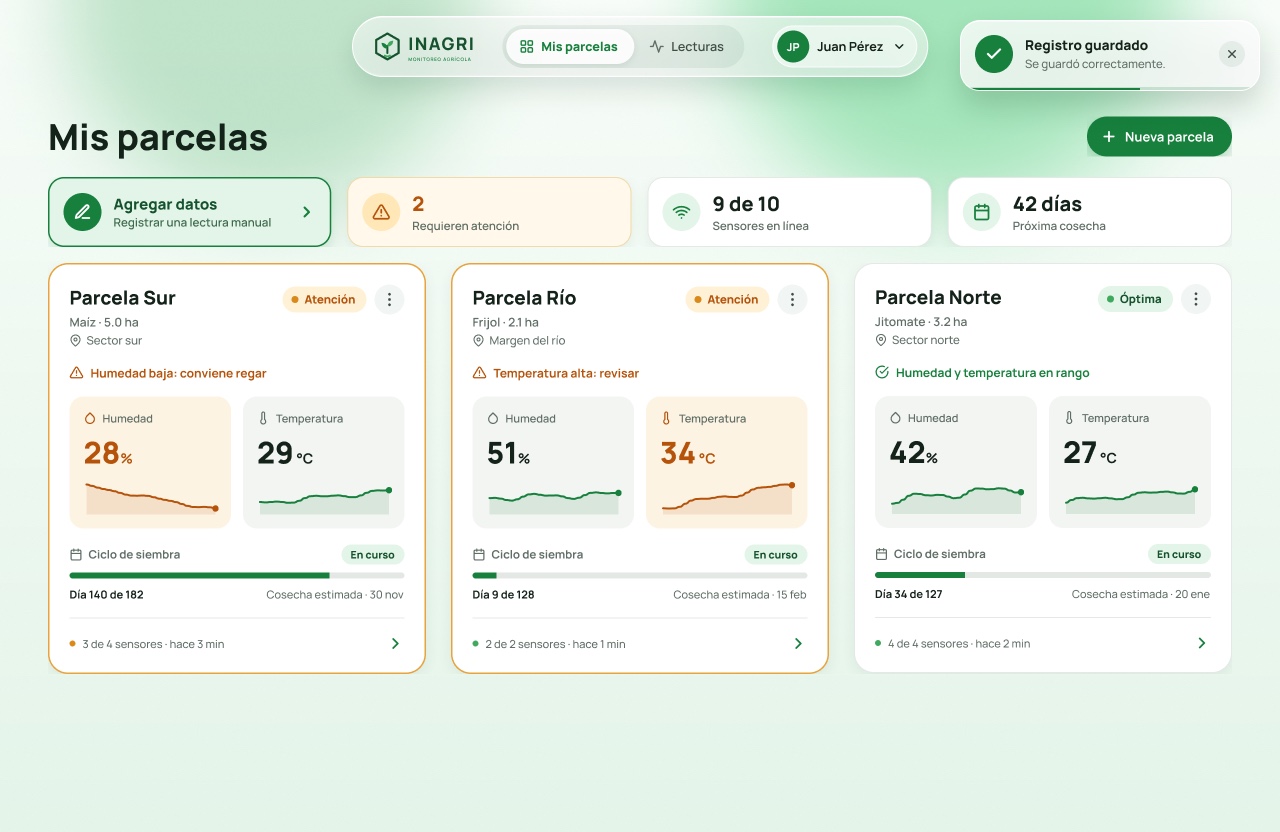 INAGRI
MONITOREO AGRÍCOLA
Mis parcelas
Lecturas
JP
Juan Pérez
Registro guardado
Se guardó correctamente.
Mis parcelas
Nueva parcela
Agregar datos
Registrar una lectura manual
2
Requieren atención
9 de 10
Sensores en línea
42 días
Próxima cosecha
Parcela Sur
Atención
Maíz · 5.0 ha
Sector sur
Humedad baja: conviene regar
Humedad
28%
Temperatura
29 °C
Ciclo de siembra
En curso
Día 140 de 182
Cosecha estimada · 30 nov
3 de 4 sensores · hace 3 min
Parcela Río
Atención
Frijol · 2.1 ha
Margen del río
Temperatura alta: revisar
Humedad
51%
Temperatura
34 °C
Ciclo de siembra
En curso
Día 9 de 128
Cosecha estimada · 15 feb
2 de 2 sensores · hace 1 min
Parcela Norte
Óptima
Jitomate · 3.2 ha
Sector norte
Humedad y temperatura en rango
Humedad
42%
Temperatura
27 °C
Ciclo de siembra
En curso
Día 34 de 127
Cosecha estimada · 20 ene
4 de 4 sensores · hace 2 min